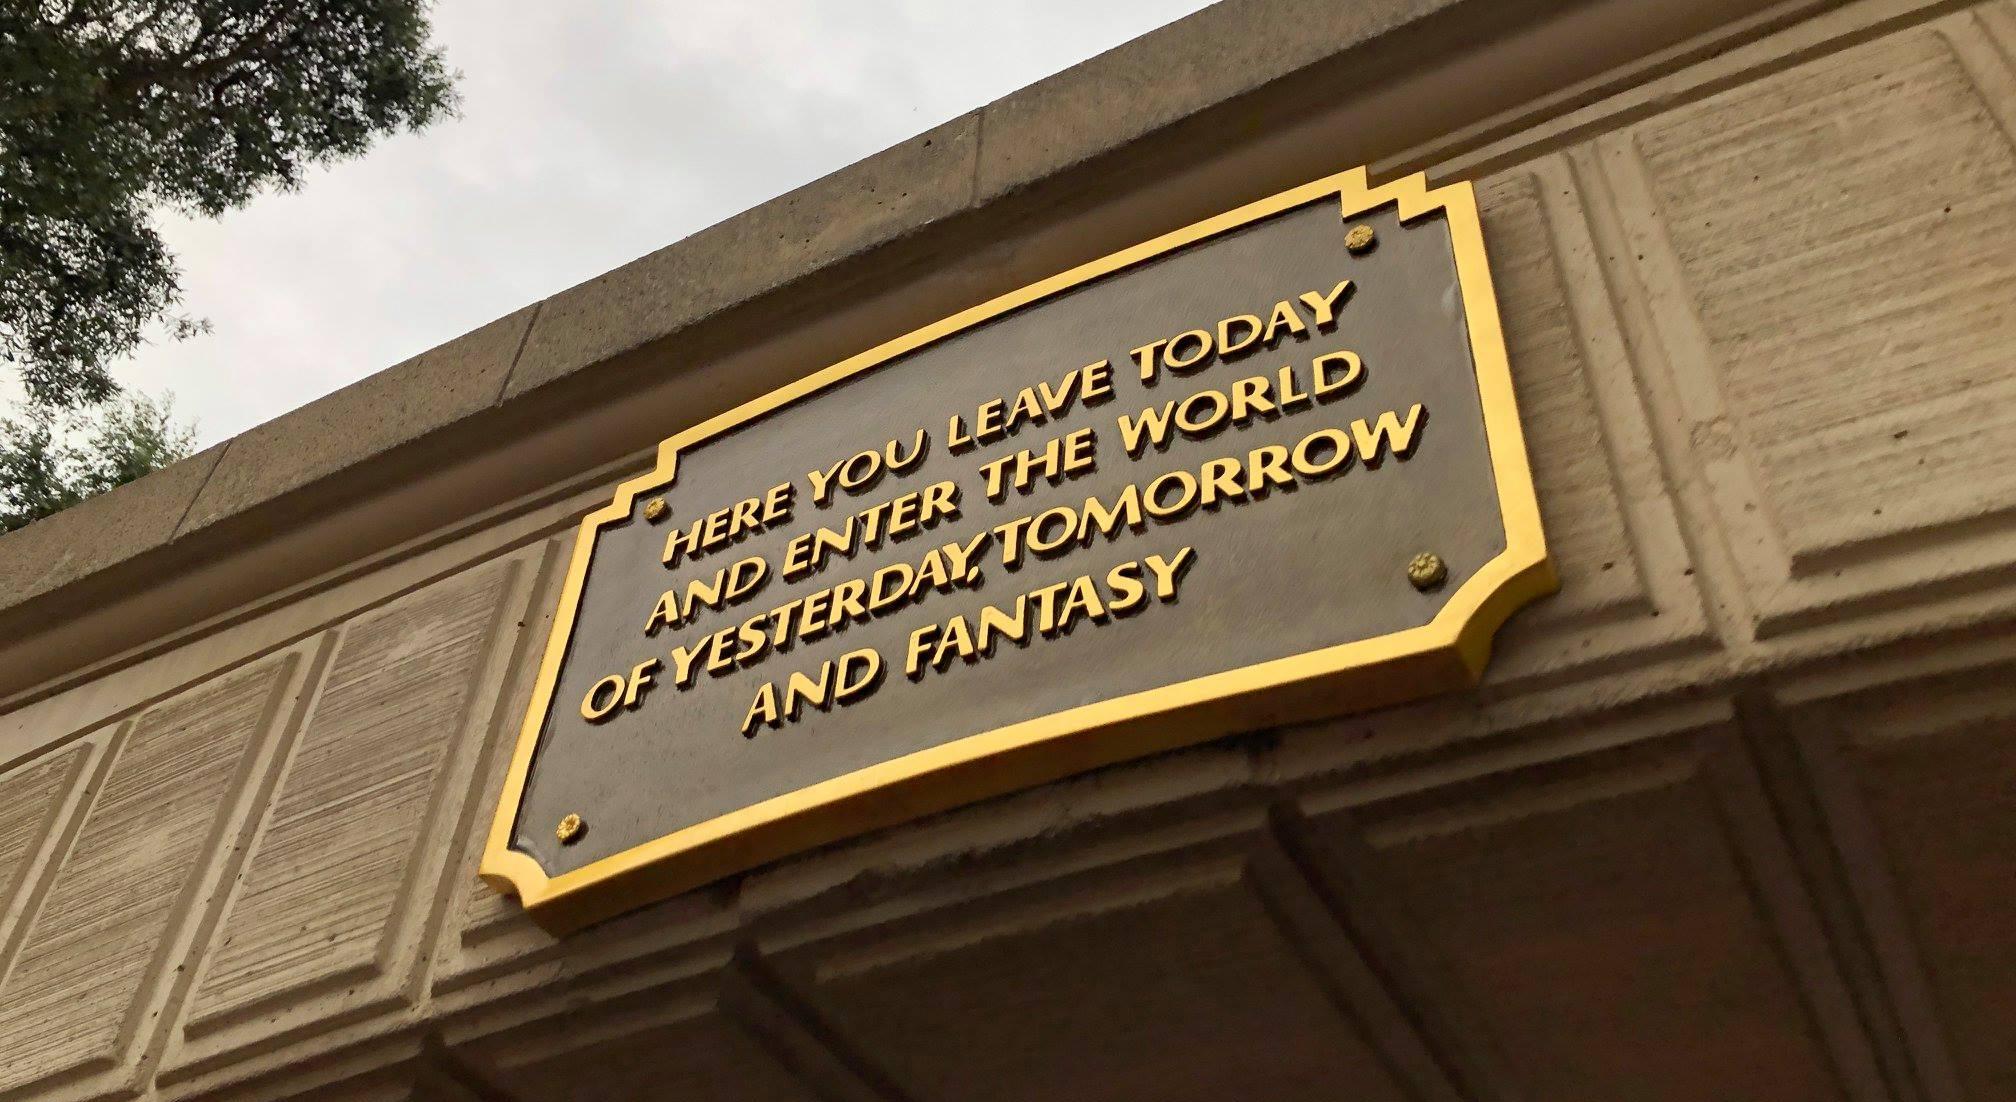 HERE YOU LEAVE TODAY
AND ENTER THE WORLD
OF YESTERDAY, TOMORROW
AND FANTASY